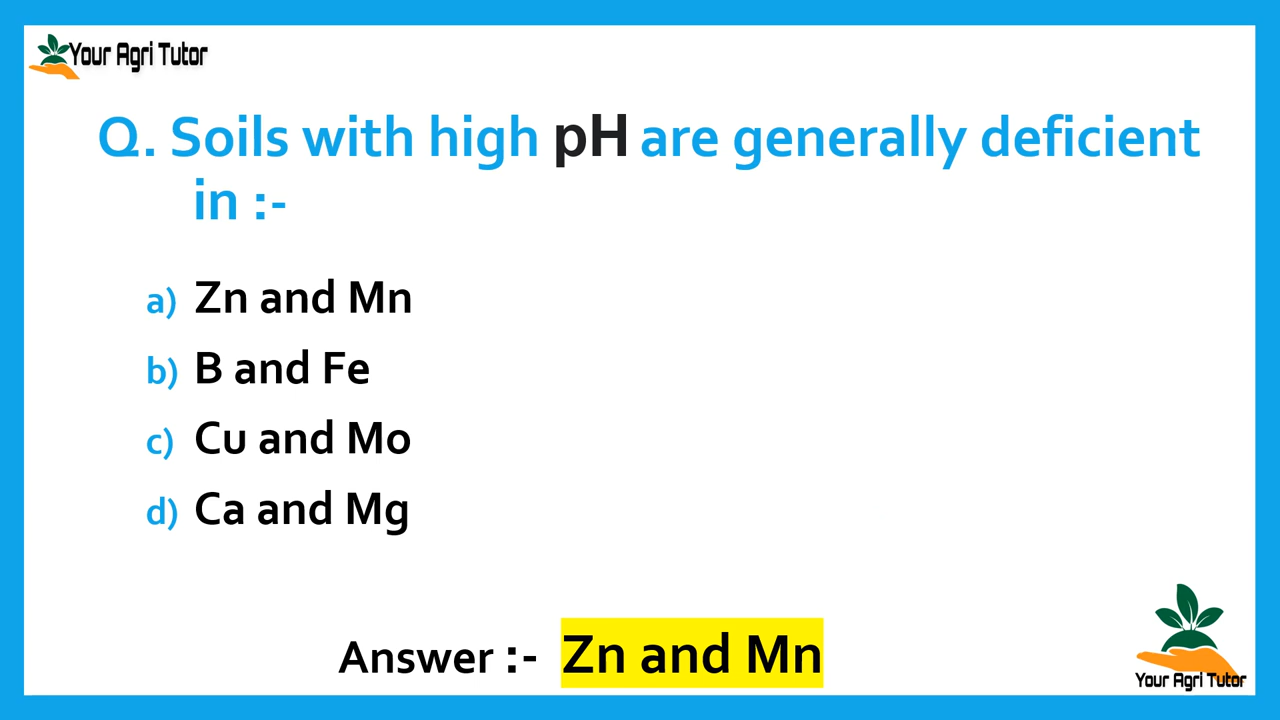 Your Agri Tutor
Q. Soils with high pH are generally deficient
in :-
a) Zn and Mn
b) B and Fe
c) Cu and Mo
d) Ca and Mg
Answer :- Zn and Mn
Your Agri Tutor